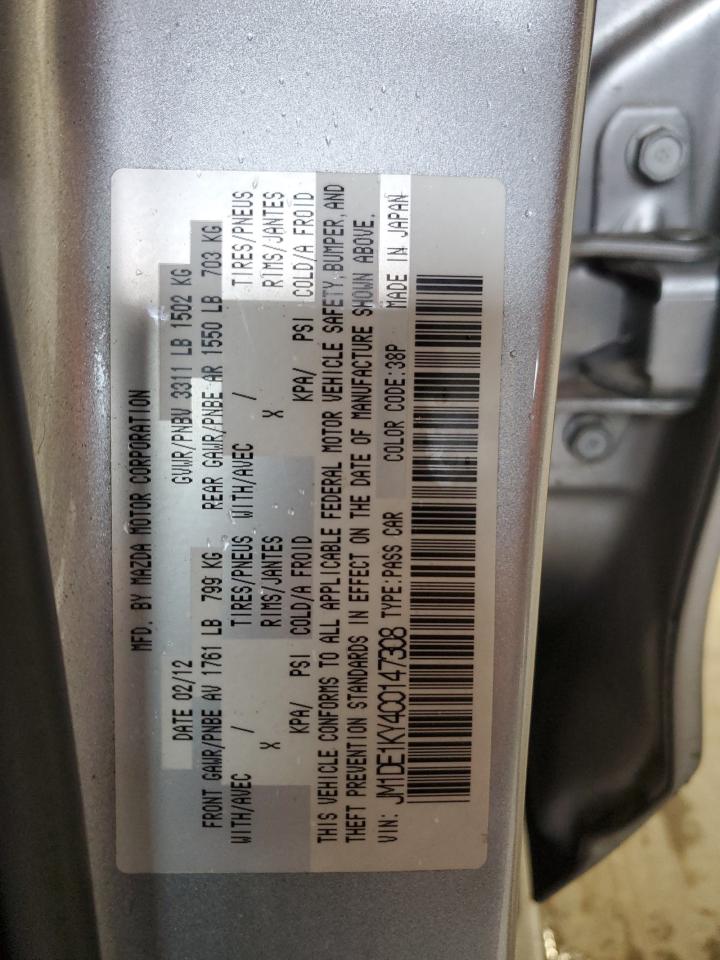 MFD. BY MAZDA MOTOR CORPORATION
DATE 02/12 GVWR/PNBV 3311 LB 1502 KG
FRONT GAWR/PNBE AV 1761 LB 799 KG REAR GAWR/PNBE AR 1550 LB 703 KG
WITH/AVEC / TIRES/PNEUS WITH/AVEC / TIRES/PNEUS
X RIMS/JANTES X RIMS/JANTES
KPA/ PSI COLD/A FROID KPA/ PSI COLD/A FROID
THIS VEHICLE CONFORMS TO ALL APPLICABLE FEDERAL MOTOR VEHICLE SAFETY, BUMPER, AND
THEFT PREVENTION STANDARDS IN EFFECT ON THE DATE OF MANUFACTURE SHOWN ABOVE.
VIN: JM1DE1KY4C0147308 TYPE:PASS CAR COLOR CODE:38P MADE IN JAPAN